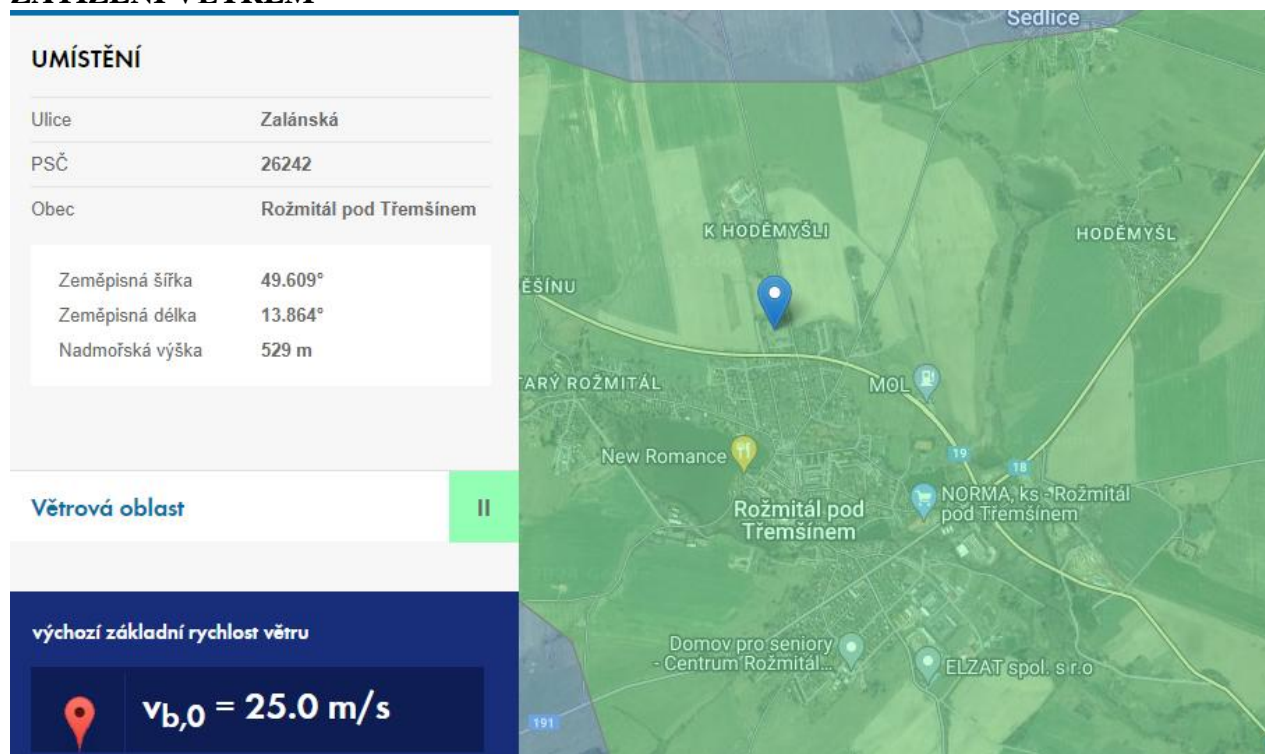 ZATÍŽENÍ VĚTREM
UMÍSTĚNÍ
Ulice Zalánská
PSČ 26242
Obec Rožmitál pod Třemšínem
Zeměpisná šířka 49.609°
Zeměpisná délka 13.864°
Nadmořská výška 529 m
Větrová oblast II
výchozí základní rychlost větru
vb,0 = 25.0 m/s
Sedlice
K HODĚMYŠLI
HODĚMYŠL
ĚŠÍNU
TARÝ ROŽMITÁL
MOL
New Romance
19
18
NORMA, ks - Rožmitál
pod Třemšínem
Rožmitál pod
Třemšínem
Domov pro seniory
- Centrum Rožmitál...
ELZAT spol. s r.o
191